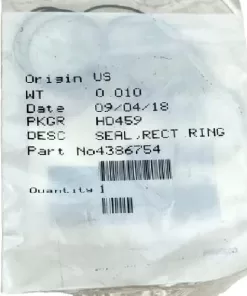 Origin US
WT 0.010
Date 09/04/18
PKGR HD459
DESC SEAL,RECT RING
Part No4386754
Quantity 1